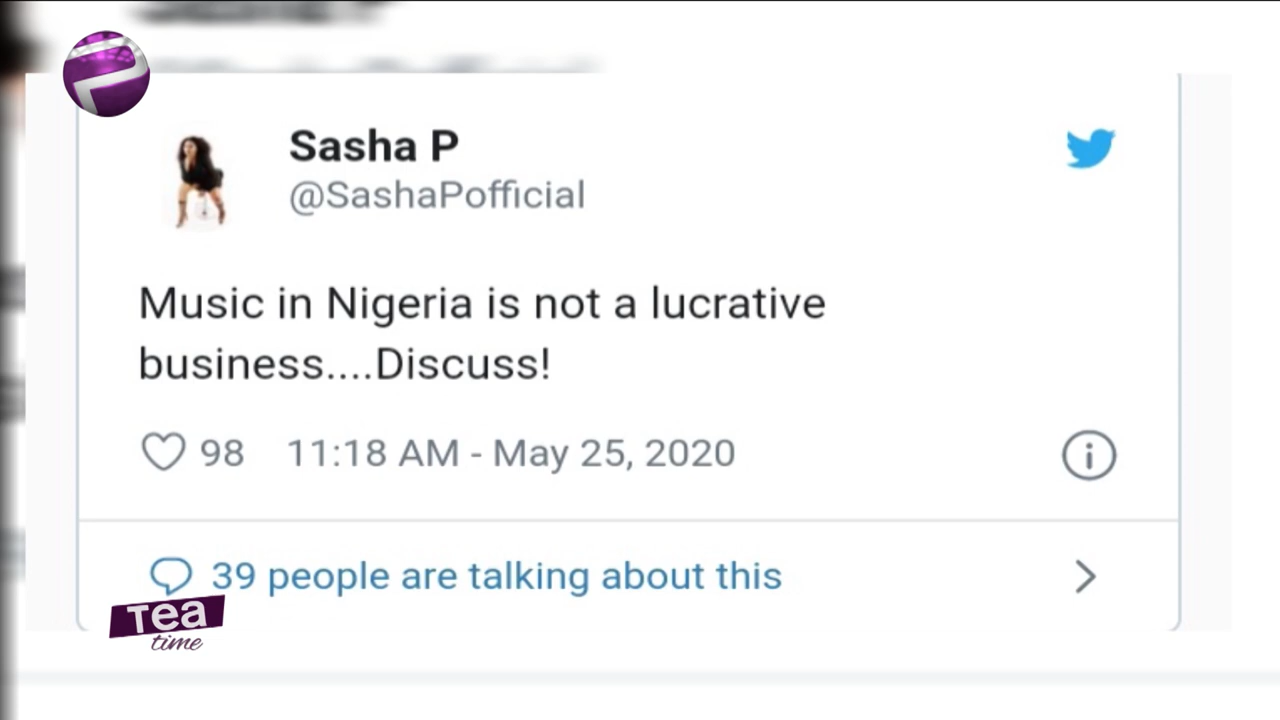 Sasha P
@SashaPofficial
Music in Nigeria is not a lucrative
business....Discuss!
98 11:18 AM - May 25, 2020
39 people are talking about this
Tea
time